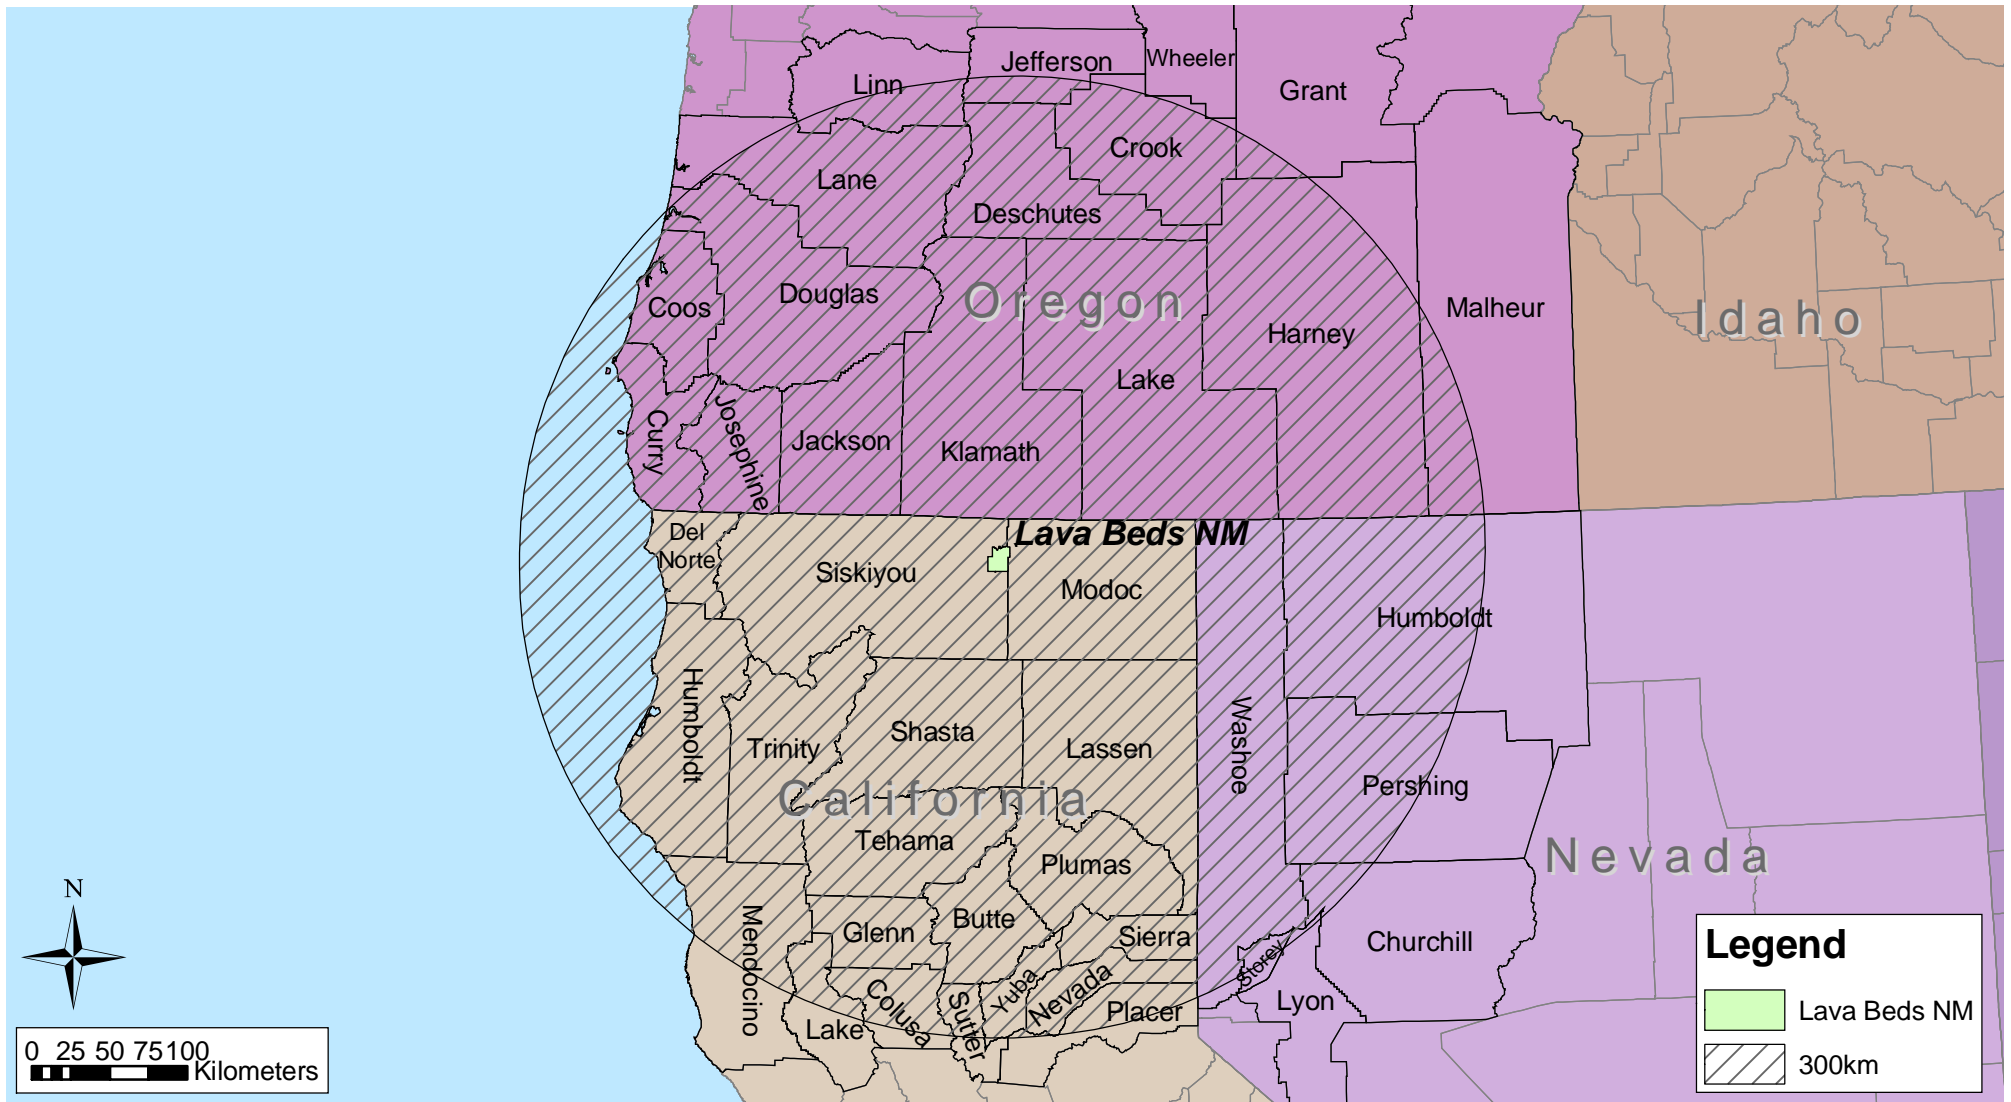 Linn
Jefferson
Wheeler
Grant
Crook
Lane
Deschutes
Coos
Douglas
Oregon
Malheur
Idaho
Harney
Lake
Curry
Josephine
Jackson
Klamath
Del
Norte
Lava Beds NM
Siskiyou
Modoc
Humboldt
Humboldt
Trinity
Shasta
Lassen
Washoe
California
Pershing
Tehama
Plumas
Nevada
Mendocino
Glenn
Butte
Sierra
Storey
Churchill
Colusa
Sutter
Yuba
Nevada
Placer
Lyon
Lake
N
0 25 50 75 100
Kilometers
Legend
Lava Beds NM
300km